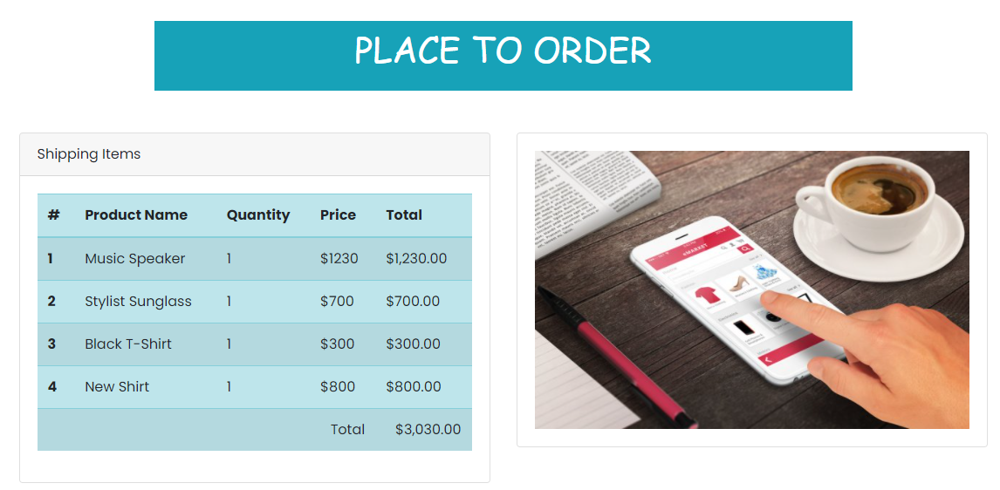 PLACE TO ORDER
Shipping Items
# Product Name Quantity Price Total
1 Music Speaker 1 $1230 $1,230.00
2 Stylist Sunglass 1 $700 $700.00
3 Black T-Shirt 1 $300 $300.00
4 New Shirt 1 $800 $800.00
Total $3,030.00
eMARKET